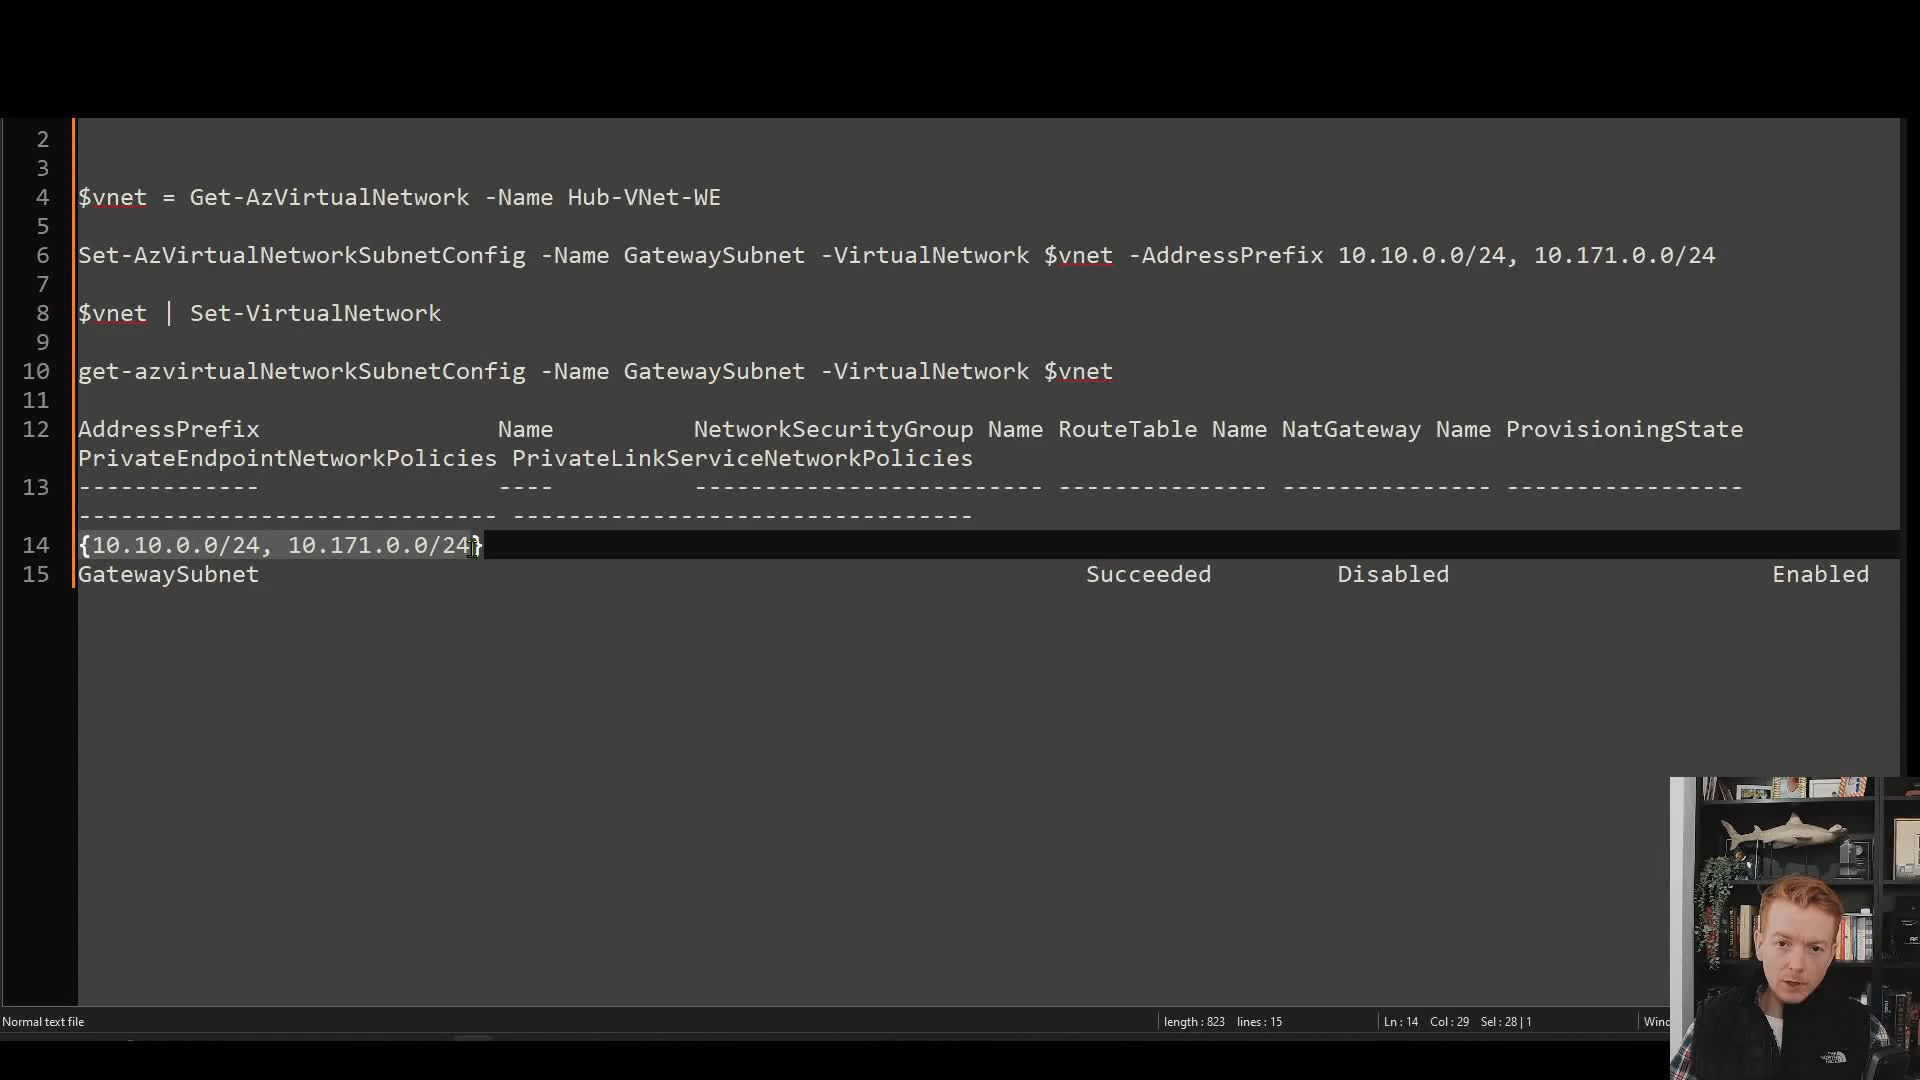 2
3
4 $vnet = Get-AzVirtualNetwork -Name Hub-VNet-WE
5
6 Set-AzVirtualNetworkSubnetConfig -Name GatewaySubnet -VirtualNetwork $vnet -AddressPrefix 10.10.0.0/24, 10.171.0.0/24
7
8 $vnet | Set-VirtualNetwork
9
10 get-azvirtualNetworkSubnetConfig -Name GatewaySubnet -VirtualNetwork $vnet
11
12 AddressPrefix Name NetworkSecurityGroup Name RouteTable Name NatGateway Name ProvisioningState
PrivateEndpointNetworkPolicies PrivateLinkServiceNetworkPolicies
13 ------------- ---- ------------------------- --------------- --------------- -----------------
------------------------------ ---------------------------------
14 {10.10.0.0/24, 10.171.0.0/24}
15 GatewaySubnet Succeeded Disabled Enabled
Normal text file length : 823 lines : 15 Ln : 14 Col : 29 Sel : 28 | 1 Wind
THE NORTH FACE